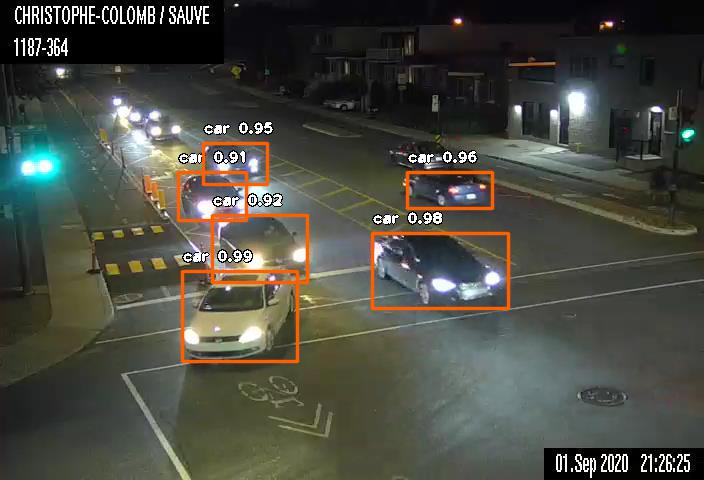 CHRISTOPHE-COLOMB / SAUVE
1187-364
car 0.95
car 0.91
car 0.96
car 0.92
car 0.98
car 0.99
01.Sep 2020 21:26:25